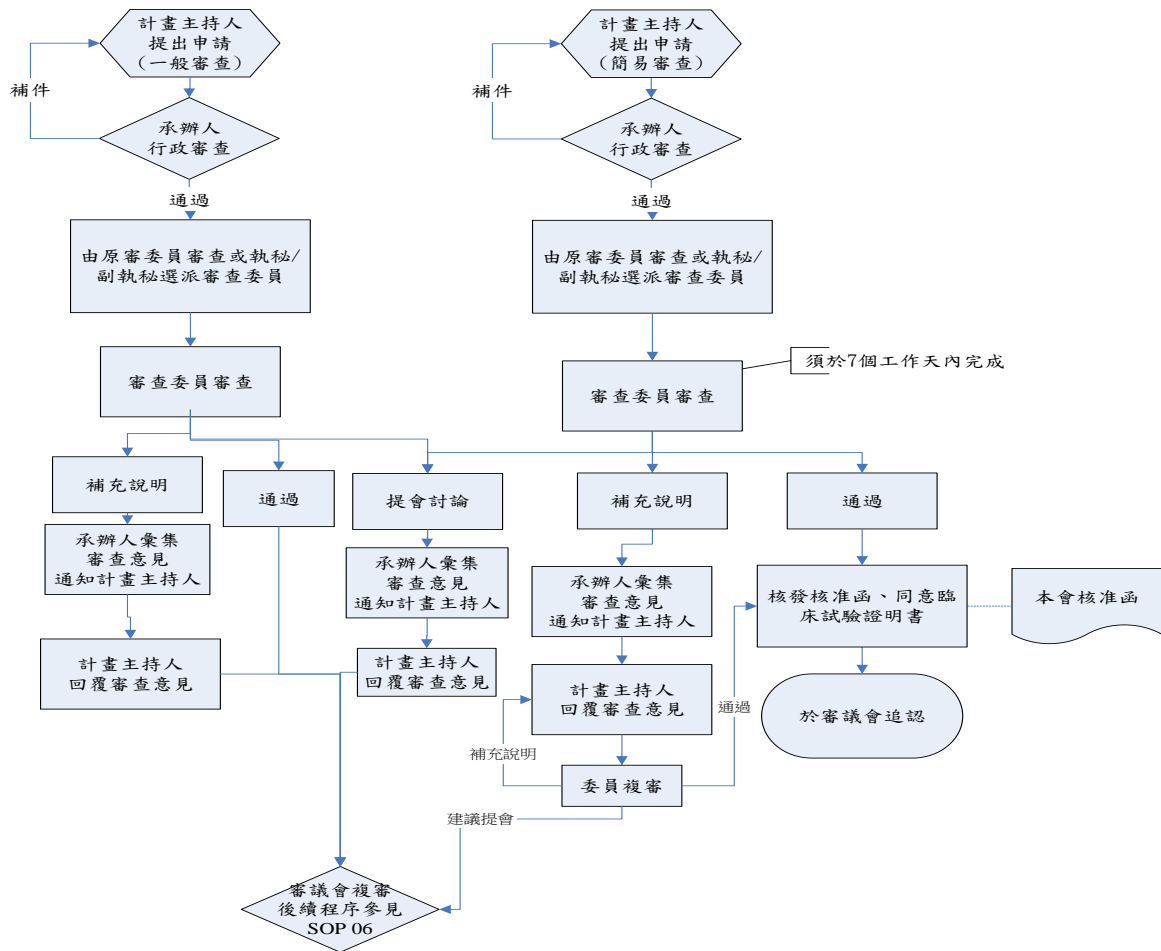 計畫主持人
提出申請
(一般審查)
補件
承辦人
行政審查
通過
由原審委員審查或執秘/
副執秘選派審查委員
審查委員審查
補充說明
通過
提會討論
承辦人彙集
審查意見
通知計畫主持人
承辦人彙集
審查意見
通知計畫主持人
計畫主持人
回覆審查意見
計畫主持人
回覆審查意見
計畫主持人
提出申請
(簡易審查)
補件
承辦人
行政審查
通過
由原審委員審查或執秘/
副執秘選派審查委員
審查委員審查
須於7個工作天內完成
補充說明
通過
承辦人彙集
審查意見
通知計畫主持人
核發核准函、同意臨
床試驗證明書
本會核准函
計畫主持人
回覆審查意見
通過
於審議會追認
補充說明
委員複審
建議提會
審議會複審
後續程序參見
SOP 06